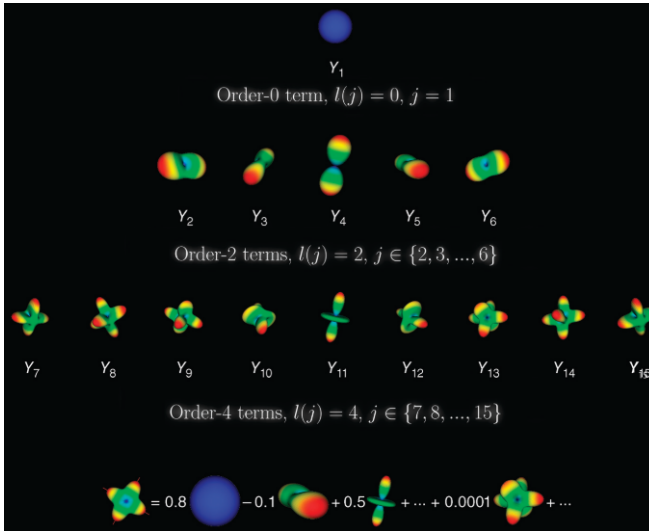 Y₁
Order-0 term, l(j) = 0, j = 1
Y₂ Y₃ Y₄ Y₅ Y₆
Order-2 terms, l(j) = 2, j ∈ {2, 3, ..., 6}
Y₇ Y₈ Y₉ Y₁₀ Y₁₁ Y₁₂ Y₁₃ Y₁₄ Y₁₅
Order-4 terms, l(j) = 4, j ∈ {7, 8, ..., 15}
= 0.8 −0.1 + 0.5 + ... + 0.0001 + ...